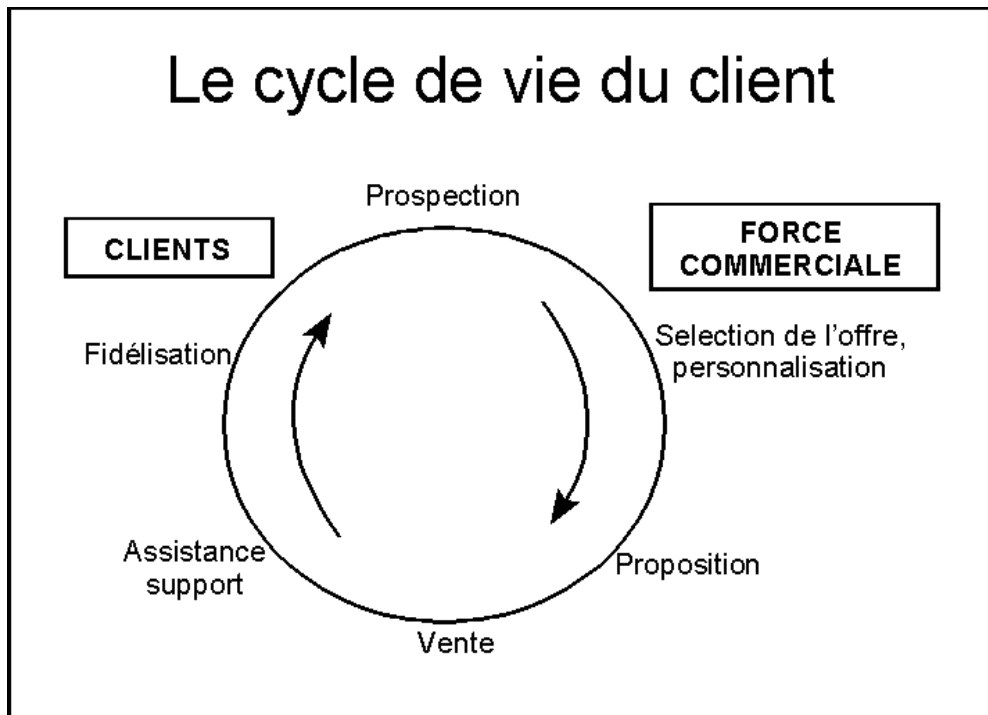 Le cycle de vie du client
Prospection
CLIENTS
FORCE
COMMERCIALE
Fidélisation
Selection de l'offre,
personnalisation
Assistance
support
Proposition
Vente